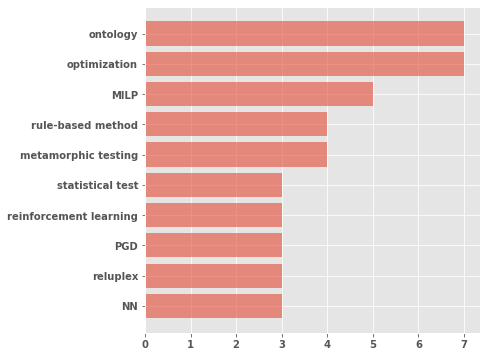 ontology
optimization
MILP
rule-based method
metamorphic testing
statistical test
reinforcement learning
PGD
reluplex
NN
0 1 2 3 4 5 6 7